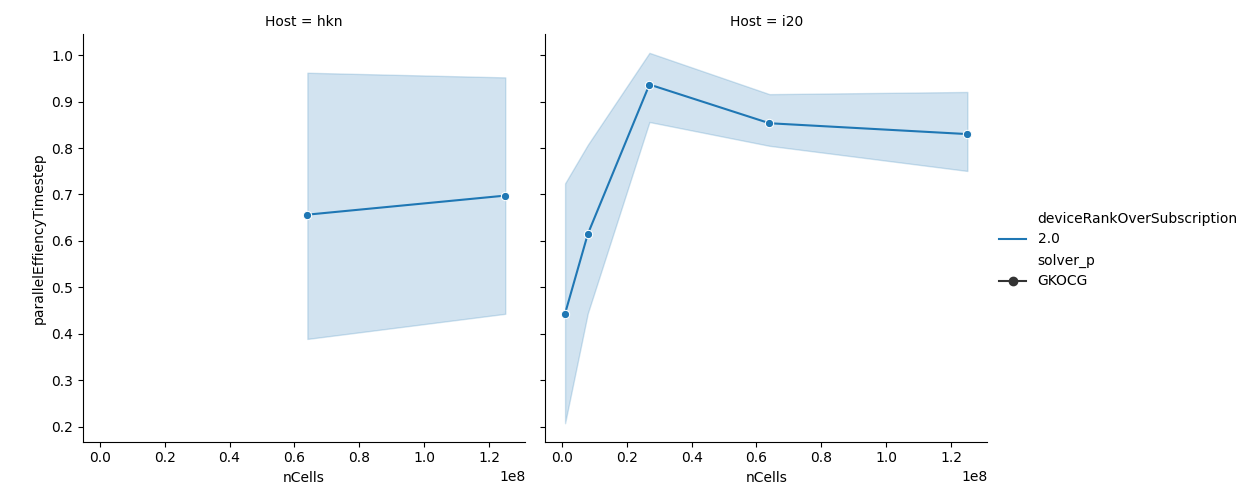 Host = hkn
Host = i20
parallelEffiencyTimestep
1.0
0.9
0.8
0.7
0.6
0.5
0.4
0.3
0.2
0.0 0.2 0.4 0.6 0.8 1.0 1.2
1e8
nCells
0.0 0.2 0.4 0.6 0.8 1.0 1.2
1e8
nCells
deviceRankOverSubscription
2.0
solver_p
GKOCG